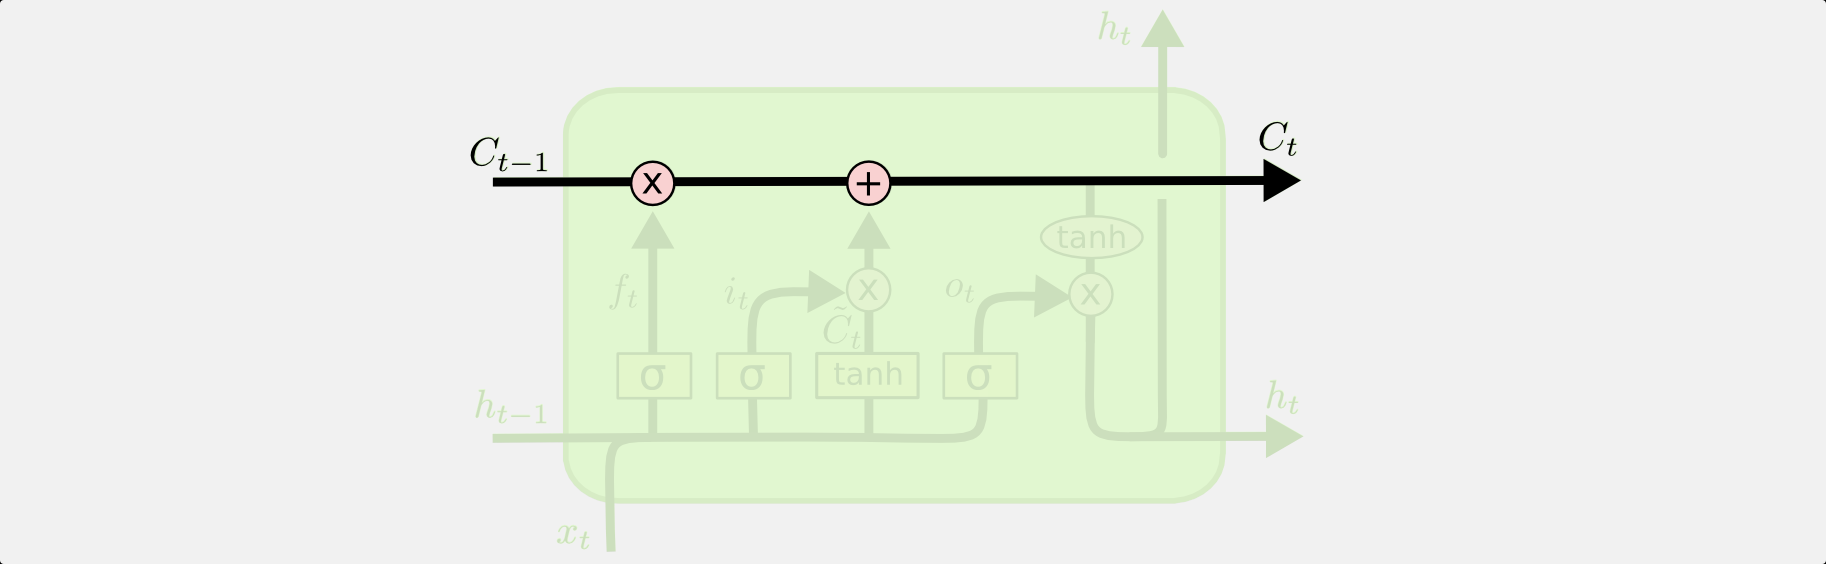 h_t
C_{t-1}
C_t
x
+
tanh
f_t
i_t
x
o_t
x
C̃_t
σ
σ
tanh
σ
h_{t-1}
h_t
x_t